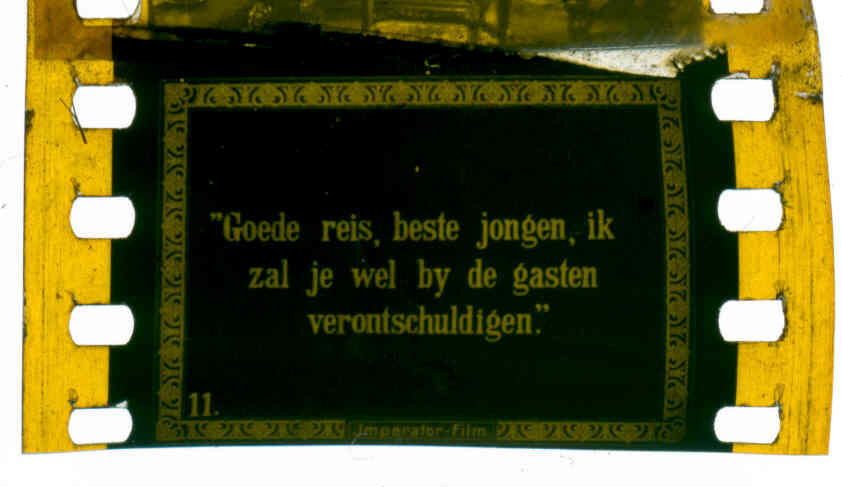 "Goede reis, beste jongen, ik
zal je wel by de gasten
verontschuldigen."
11.
Imperator-Film